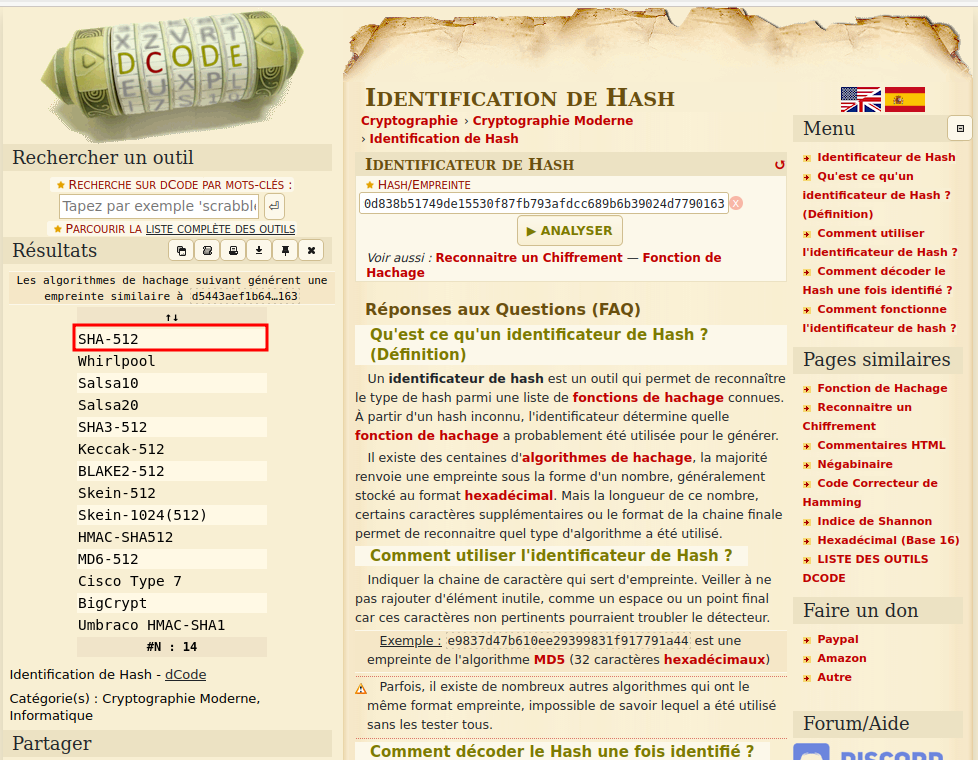 X Z V R T
D C O D E
E U X P L
Rechercher un outil
★ Recherche sur dCode par mots-clés :
Tapez par exemple 'scrabble
★ Parcourir la liste complète des outils
Résultats
Les algorithmes de hachage suivant générent une
empreinte similaire à d5443aef1b64…163
↑↓
SHA-512
Whirlpool
Salsa10
Salsa20
SHA3-512
Keccak-512
BLAKE2-512
Skein-512
Skein-1024(512)
HMAC-SHA512
MD6-512
Cisco Type 7
BigCrypt
Umbraco HMAC-SHA1
#N : 14
Identification de Hash - dCode
Catégorie(s) : Cryptographie Moderne,
Informatique
Partager
Identification de Hash
Cryptographie › Cryptographie Moderne
› Identification de Hash
Identificateur de Hash
★ Hash/Empreinte
0d838b51749de15530f87fb793afdcc689b6b39024d7790163
▶ ANALYSER
Voir aussi : Reconnaitre un Chiffrement — Fonction de
Hachage
Réponses aux Questions (FAQ)
Qu'est ce qu'un identificateur de Hash ?
(Définition)
Un identificateur de hash est un outil qui permet de reconnaître
le type de hash parmi une liste de fonctions de hachage connues.
À partir d'un hash inconnu, l'identificateur détermine quelle
fonction de hachage a probablement été utilisée pour le générer.
Il existe des centaines d'algorithmes de hachage, la majorité
renvoie une empreinte sous la forme d'un nombre, généralement
stocké au format hexadécimal. Mais la longueur de ce nombre,
certains caractères supplémentaires ou le format de la chaine finale
permet de reconnaitre quel type d'algorithme a été utilisé.
Comment utiliser l'identificateur de Hash ?
Indiquer la chaine de caractère qui sert d'empreinte. Veiller à ne
pas rajouter d'élément inutile, comme un espace ou un point final
car ces caractères non pertinents pourraient troubler le détecteur.
Exemple : e9837d47b610ee29399831f917791a44 est une
empreinte de l'algorithme MD5 (32 caractères hexadécimaux)
Parfois, il existe de nombreux autres algorithmes qui ont le
même format empreinte, impossible de savoir lequel a été utilisé
sans les tester tous.
Comment décoder le Hash une fois identifié ?
Menu
Identificateur de Hash
Qu'est ce qu'un
identificateur de Hash ?
(Définition)
Comment utiliser
l'identificateur de Hash ?
Comment décoder le
Hash une fois identifié ?
Comment fonctionne
l'identificateur de hash ?
Pages similaires
Fonction de Hachage
Reconnaitre un
Chiffrement
Commentaires HTML
Négabinaire
Code Correcteur de
Hamming
Indice de Shannon
Hexadécimal (Base 16)
LISTE DES OUTILS
DCODE
Faire un don
Paypal
Amazon
Autre
Forum/Aide
DISCORD